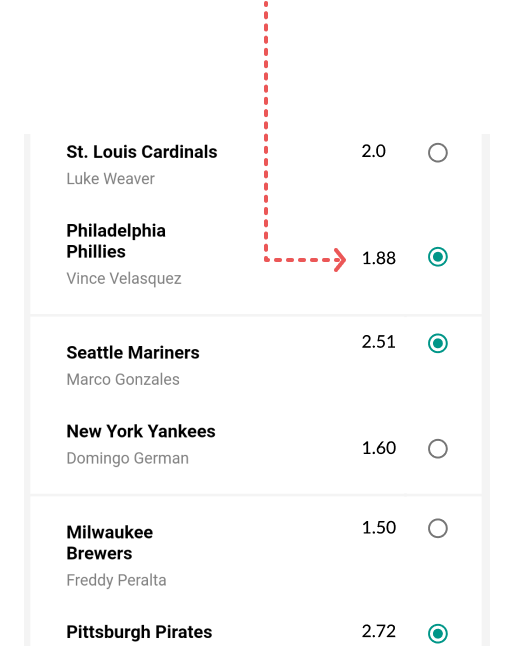 St. Louis Cardinals 2.0
Luke Weaver
Philadelphia
Phillies 1.88
Vince Velasquez
Seattle Mariners 2.51
Marco Gonzales
New York Yankees 1.60
Domingo German
Milwaukee 1.50
Brewers
Freddy Peralta
Pittsburgh Pirates 2.72